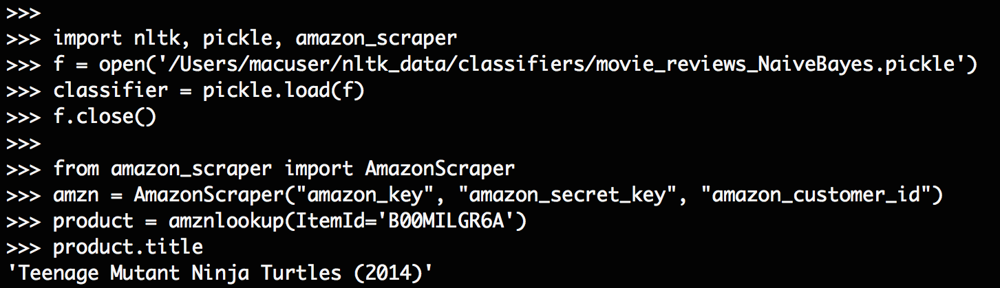 >>>
>>> import nltk, pickle, amazon_scraper
>>> f = open('/Users/macuser/nltk_data/classifiers/movie_reviews_NaiveBayes.pickle')
>>> classifier = pickle.load(f)
>>> f.close()
>>>
>>> from amazon_scraper import AmazonScraper
>>> amzn = AmazonScraper("amazon_key", "amazon_secret_key", "amazon_customer_id")
>>> product = amznlookup(ItemId='B00MILGR6A')
>>> product.title
'Teenage Mutant Ninja Turtles (2014)'